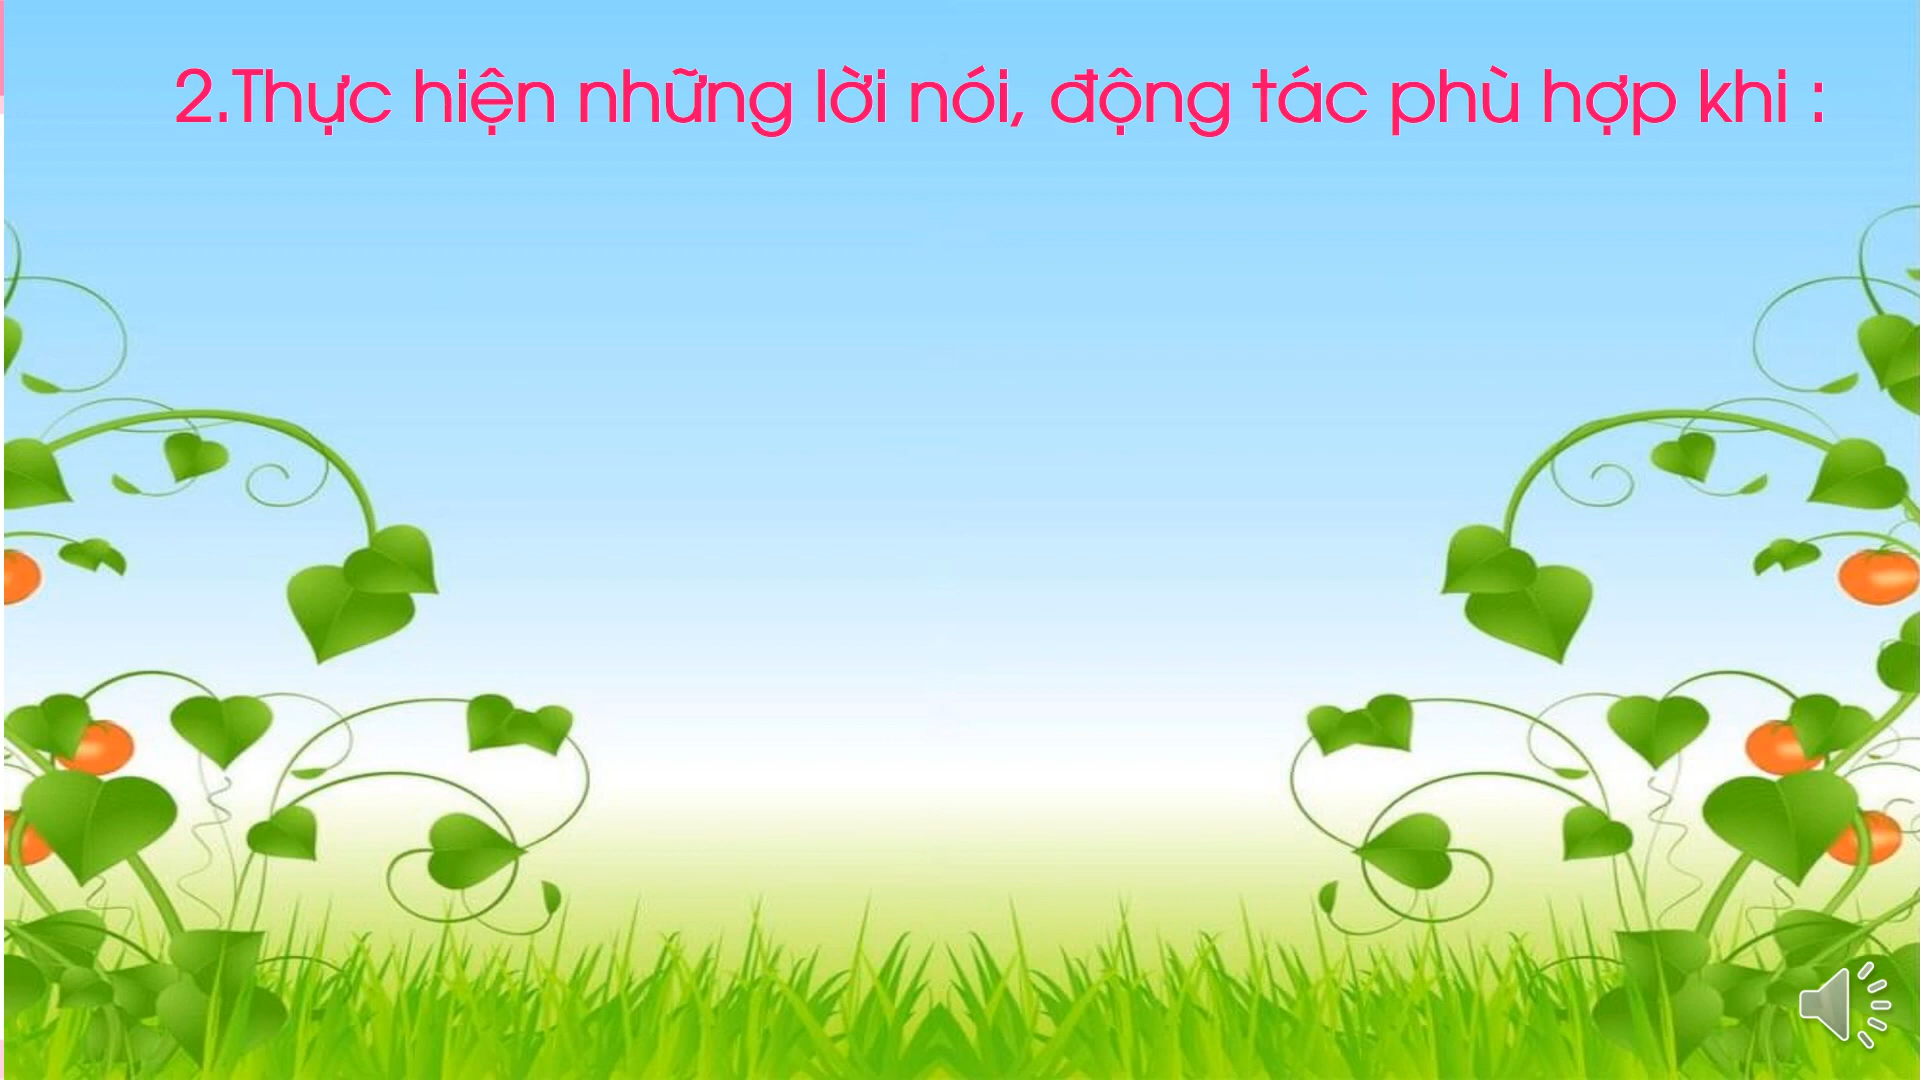 2.Thực hiện những lời nói, động tác phù hợp khi :